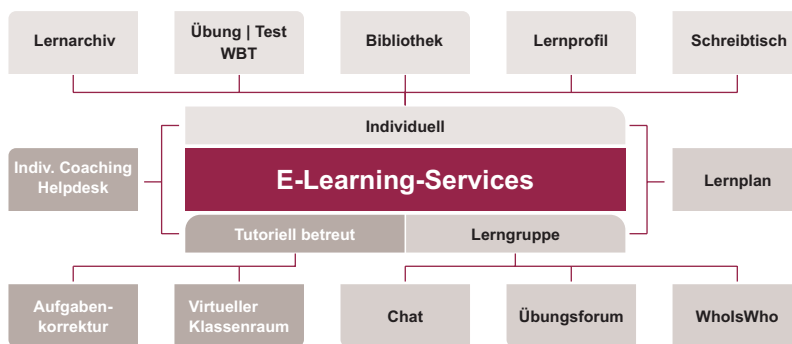 Lernarchiv
Übung | Test
WBT
Bibliothek
Lernprofil
Schreibtisch
Individuell
Indiv. Coaching
Helpdesk
E-Learning-Services
Lernplan
Tutoriell betreut
Lerngruppe
Aufgaben-
korrektur
Virtueller
Klassenraum
Chat
Übungsforum
WhoIsWho